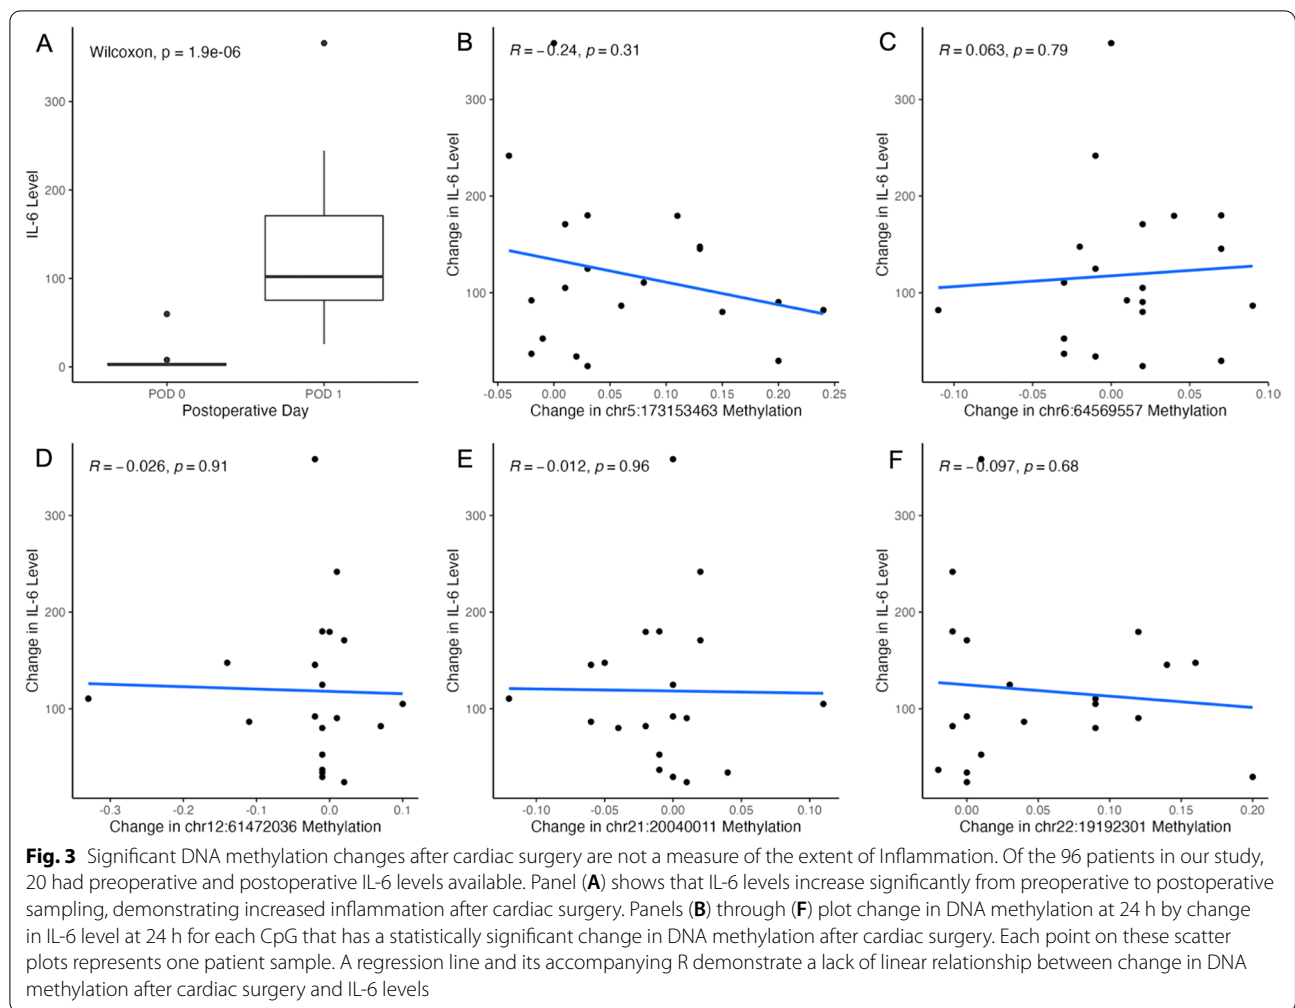 A
Wilcoxon, p = 1.9e-06
IL-6 Level
300
200
100
0
POD 0
POD 1
Postoperative Day
B
R = −0.24, p = 0.31
Change in IL-6 Level
300
200
100
-0.05
0.00
0.05
0.10
0.15
0.20
0.25
Change in chr5:173153463 Methylation
C
R = 0.063, p = 0.79
Change in IL-6 Level
300
200
100
-0.10
-0.05
0.00
0.05
0.10
Change in chr6:64569557 Methylation
D
R = −0.026, p = 0.91
Change in IL-6 Level
300
200
100
-0.3
-0.2
-0.1
0.0
0.1
Change in chr12:61472036 Methylation
E
R = −0.012, p = 0.96
Change in IL-6 Level
300
200
100
-0.10
-0.05
0.00
0.05
0.10
Change in chr21:20040011 Methylation
F
R = −0.097, p = 0.68
Change in IL-6 Level
300
200
100
0.00
0.05
0.10
0.15
0.20
Change in chr22:19192301 Methylation
Fig. 3 Significant DNA methylation changes after cardiac surgery are not a measure of the extent of Inflammation. Of the 96 patients in our study,
20 had preoperative and postoperative IL-6 levels available. Panel (A) shows that IL-6 levels increase significantly from preoperative to postoperative
sampling, demonstrating increased inflammation after cardiac surgery. Panels (B) through (F) plot change in DNA methylation at 24 h by change
in IL-6 level at 24 h for each CpG that has a statistically significant change in DNA methylation after cardiac surgery. Each point on these scatter
plots represents one patient sample. A regression line and its accompanying R demonstrate a lack of linear relationship between change in DNA
methylation after cardiac surgery and IL-6 levels